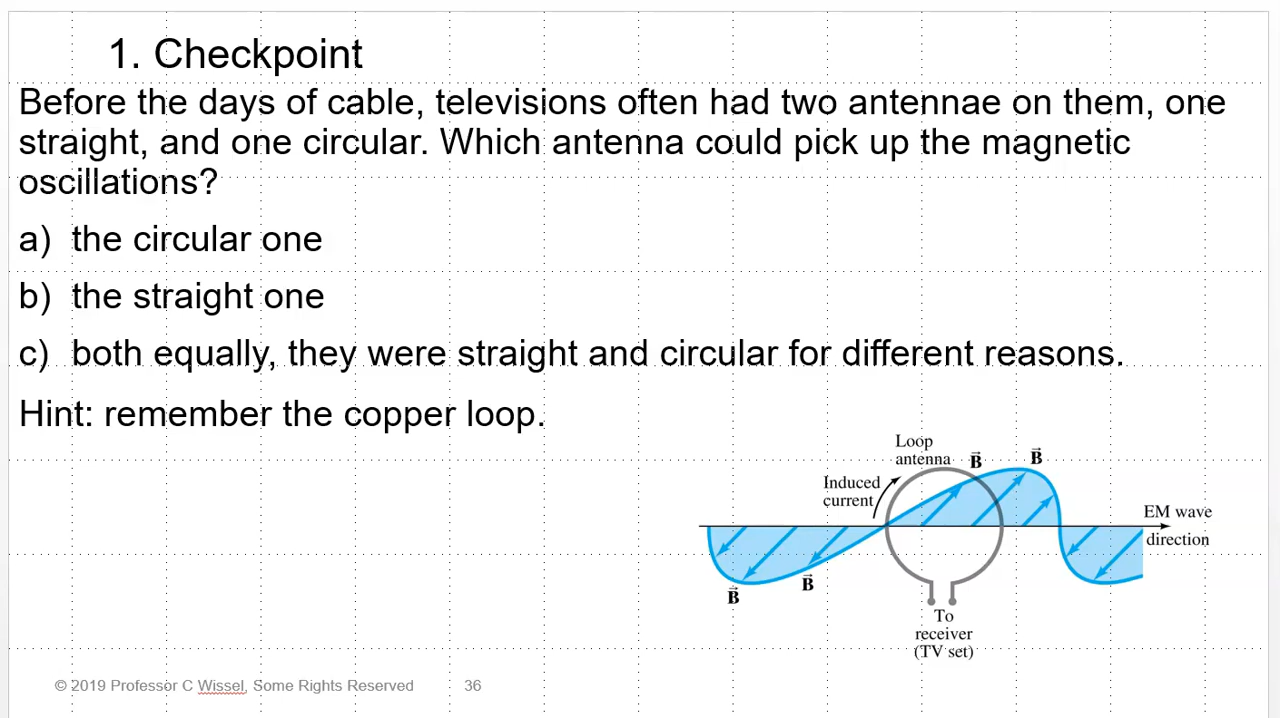 1. Checkpoint
Before the days of cable, televisions often had two antennae on them, one
straight, and one circular. Which antenna could pick up the magnetic
oscillations?
a) the circular one
b) the straight one
c) both equally, they were straight and circular for different reasons.
Hint: remember the copper loop.
Loop
antenna
B⃗
B⃗
Induced
current
EM wave
direction
B⃗
B⃗
To
receiver
(TV set)
© 2019 Professor C Wissel, Some Rights Reserved
36